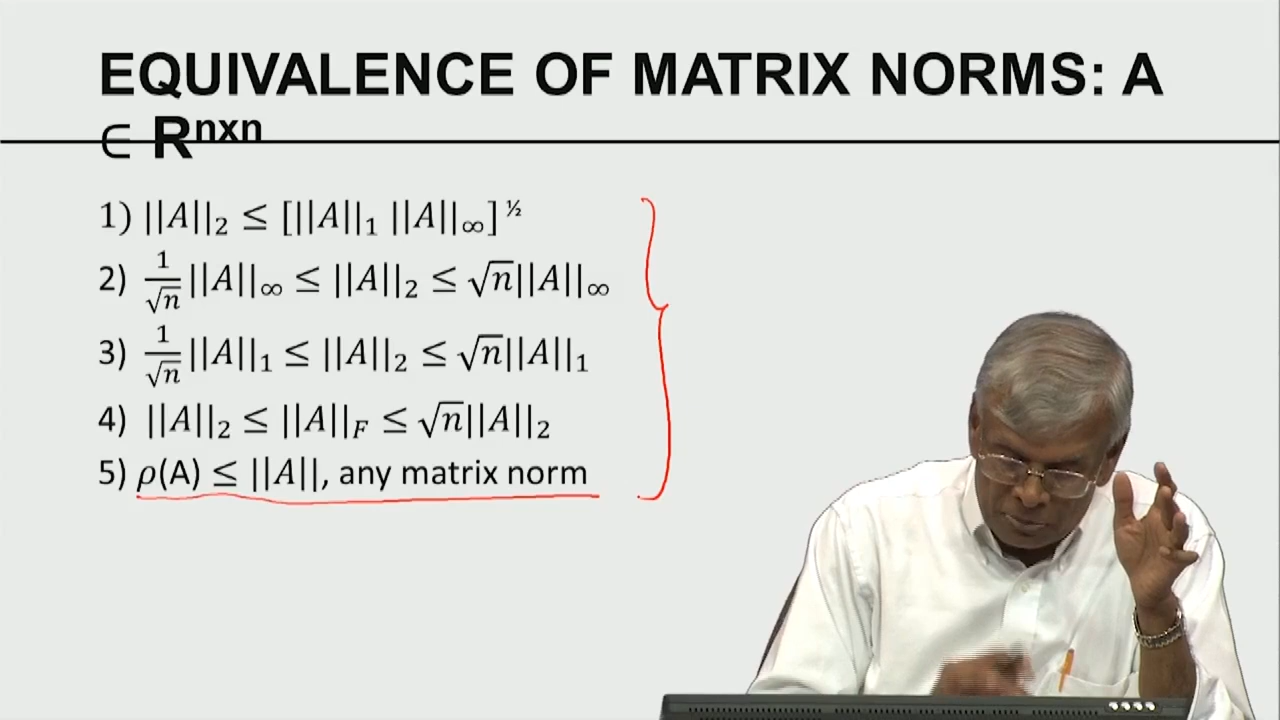 EQUIVALENCE OF MATRIX NORMS: A
∈ Rⁿˣⁿ
1) ||A||₂ ≤ [||A||₁ ||A||∞]^½
2) 1/√n ||A||∞ ≤ ||A||₂ ≤ √n||A||∞
3) 1/√n ||A||₁ ≤ ||A||₂ ≤ √n||A||₁
4) ||A||₂ ≤ ||A||_F ≤ √n||A||₂
5) ρ(A) ≤ ||A||, any matrix norm